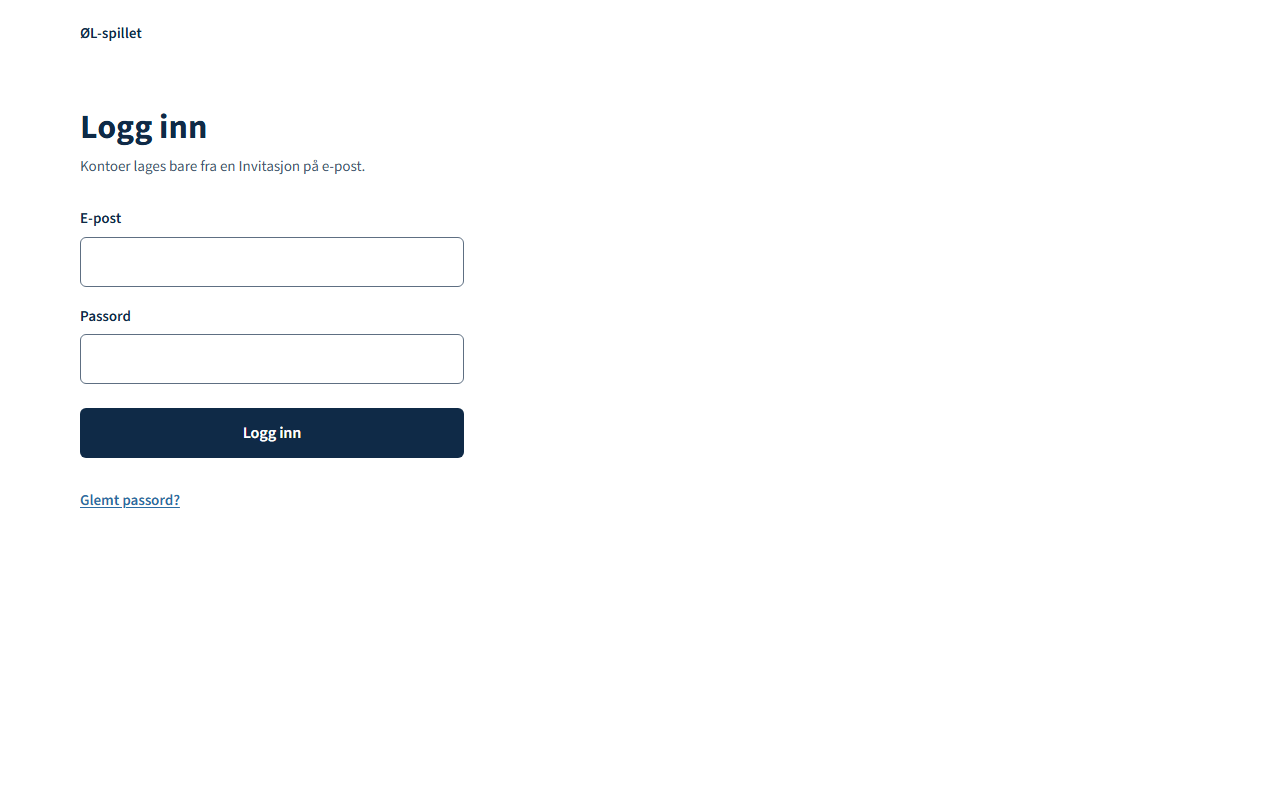 ØL-spillet
Logg inn
Kontoer lages bare fra en Invitasjon på e-post.
E-post
Passord
Logg inn
Glemt passord?